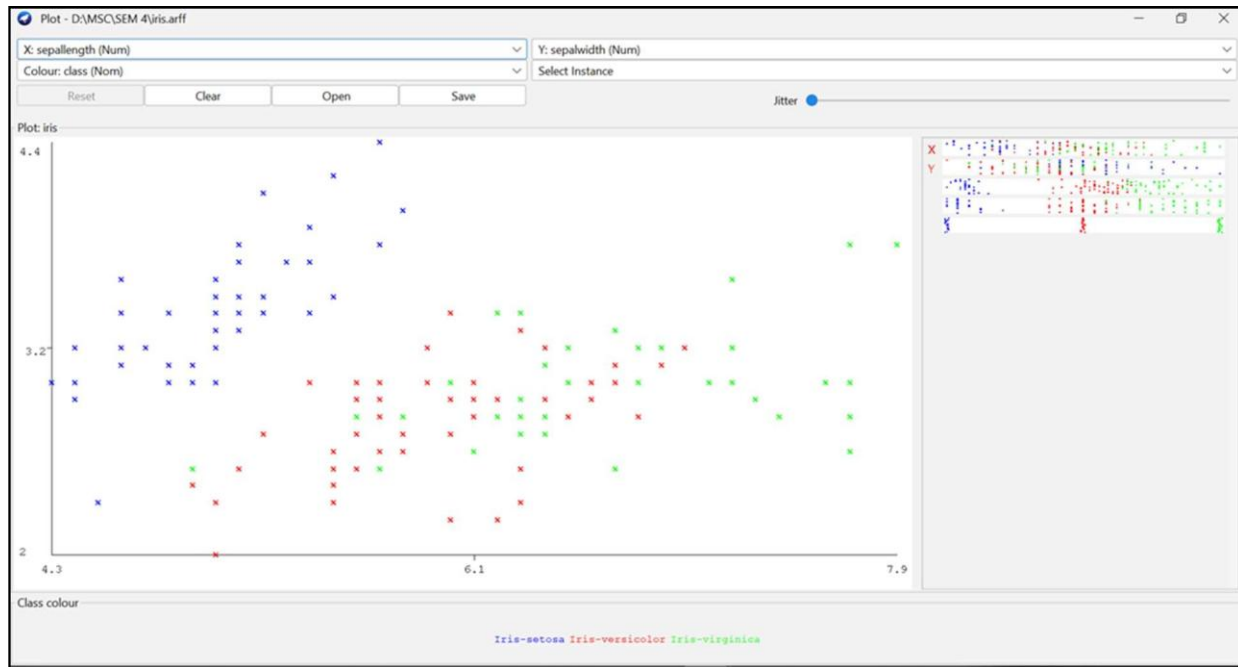 Plot - D:\MSC\SEM 4\iris.arff
X: sepallength (Num) Y: sepalwidth (Num)
Colour: class (Nom) Select Instance
Reset Clear Open Save Jitter
Plot: iris
4.4
3.2
2
4.3 6.1 7.9
X
Y
Class colour
Iris-setosa Iris-versicolor Iris-virginica